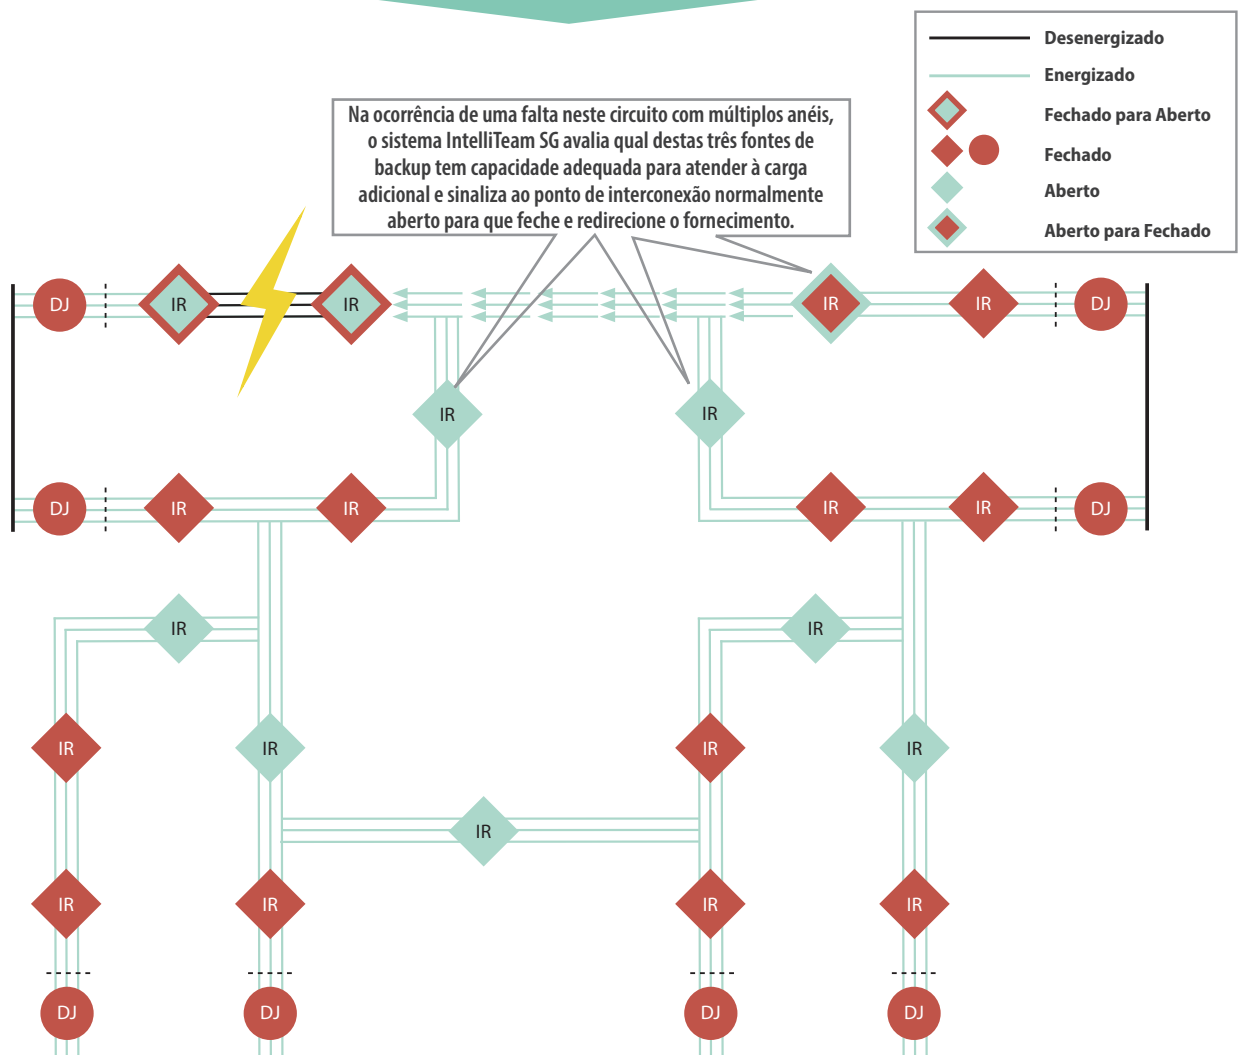 Desenergizado
Energizado
Fechado para Aberto
Fechado
Aberto
Aberto para Fechado
Na ocorrência de uma falta neste circuito com múltiplos anéis,
o sistema IntelliTeam SG avalia qual destas três fontes de
backup tem capacidade adequada para atender à carga
adicional e sinaliza ao ponto de interconexão normalmente
aberto para que feche e redirecione o fornecimento.
DJ IR IR IR IR DJ
IR IR
DJ IR IR IR IR DJ
IR IR
IR IR IR IR
IR
IR IR IR IR
DJ DJ DJ DJ